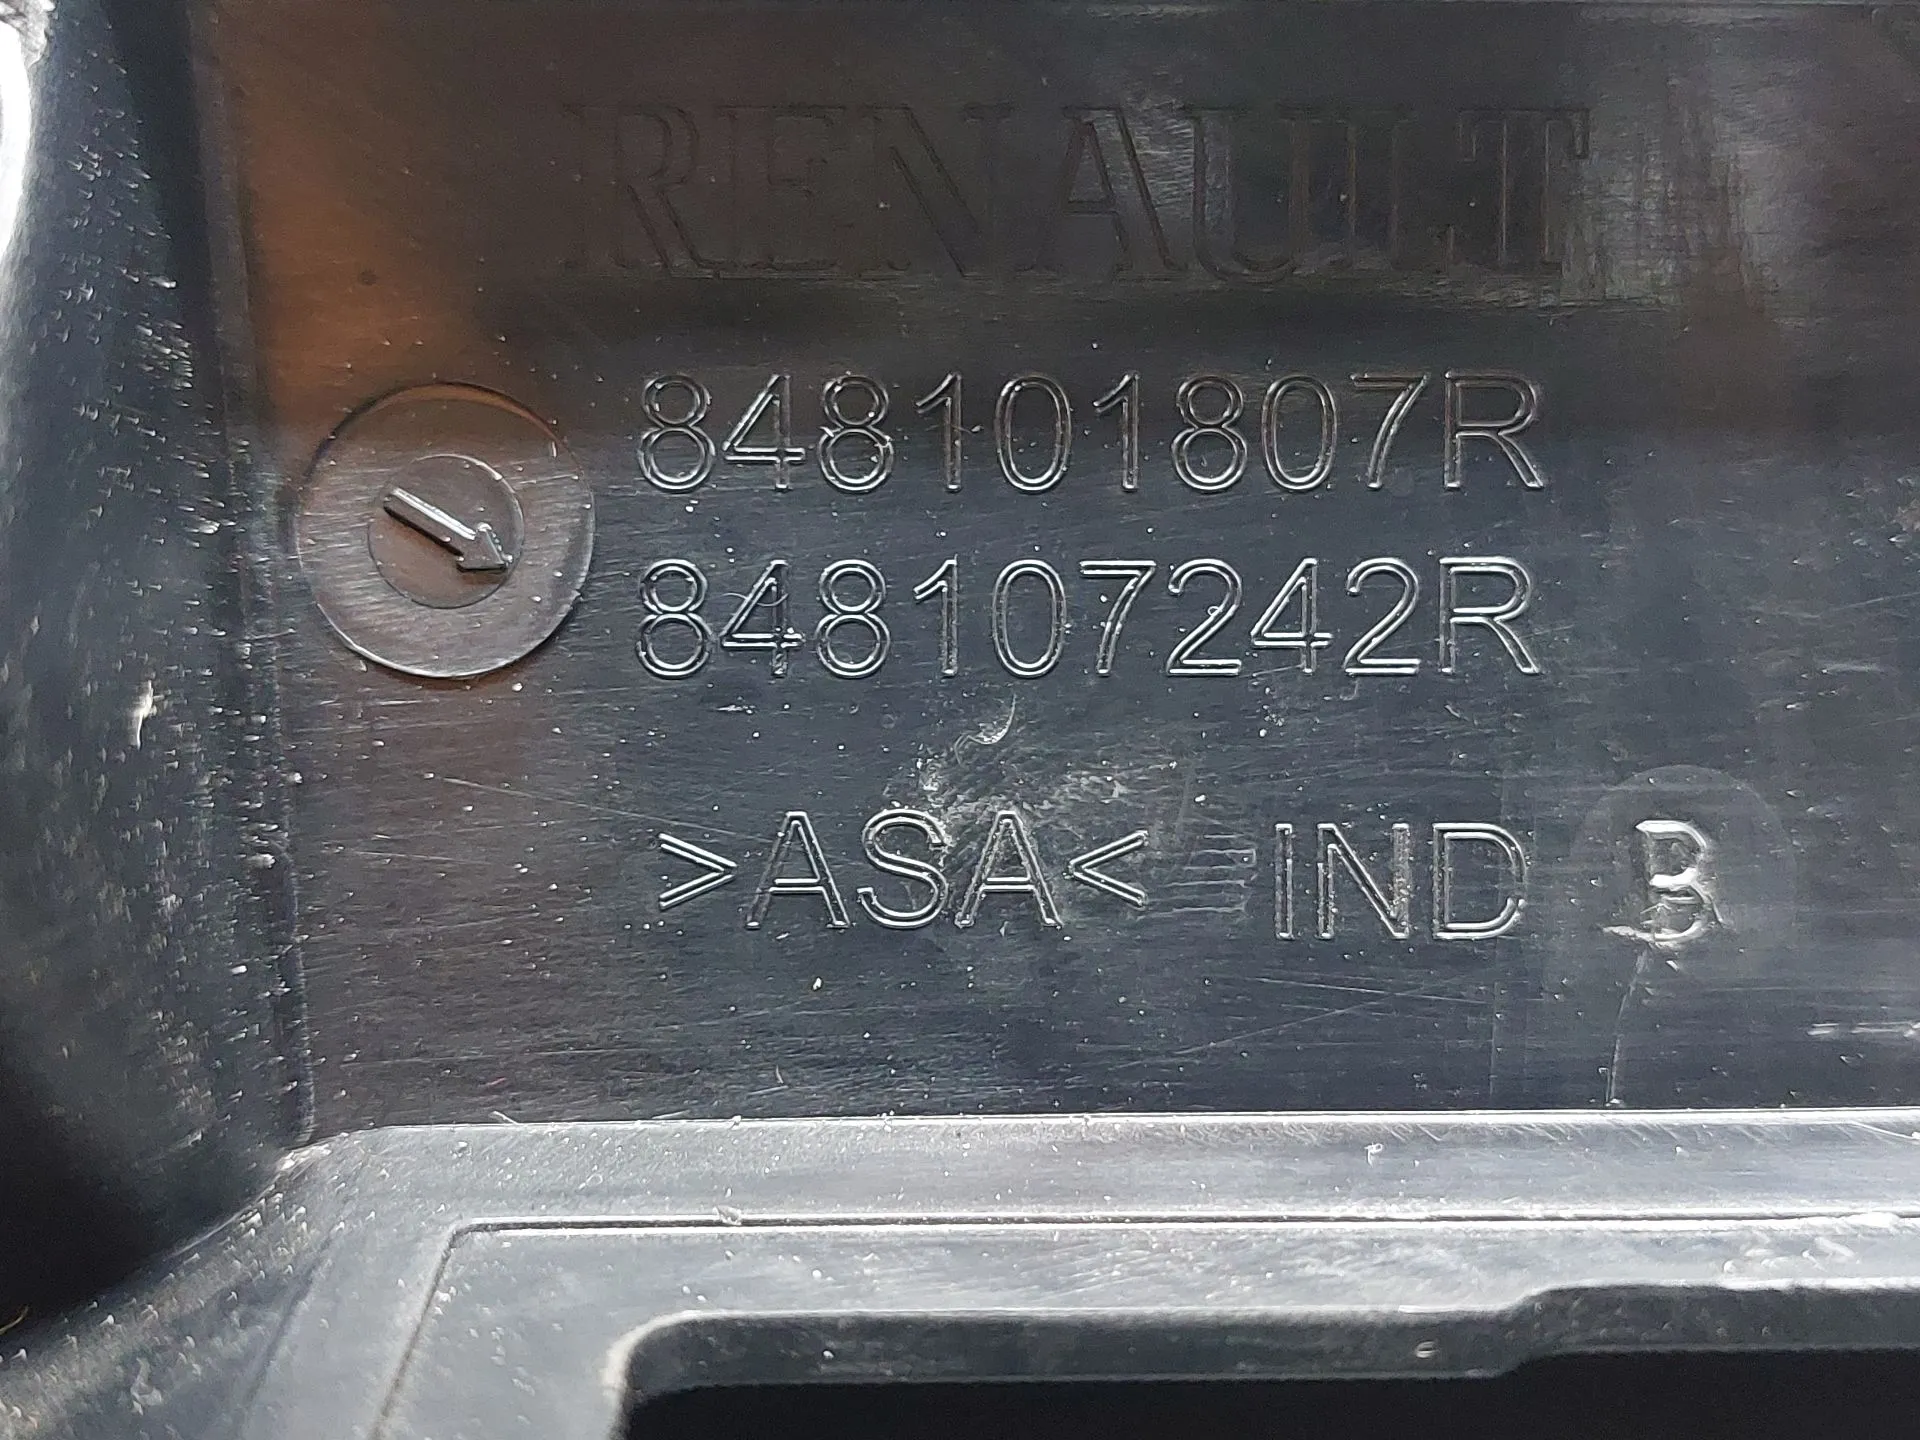 RENAULT
848101807R
848107242R
>ASA< IND B